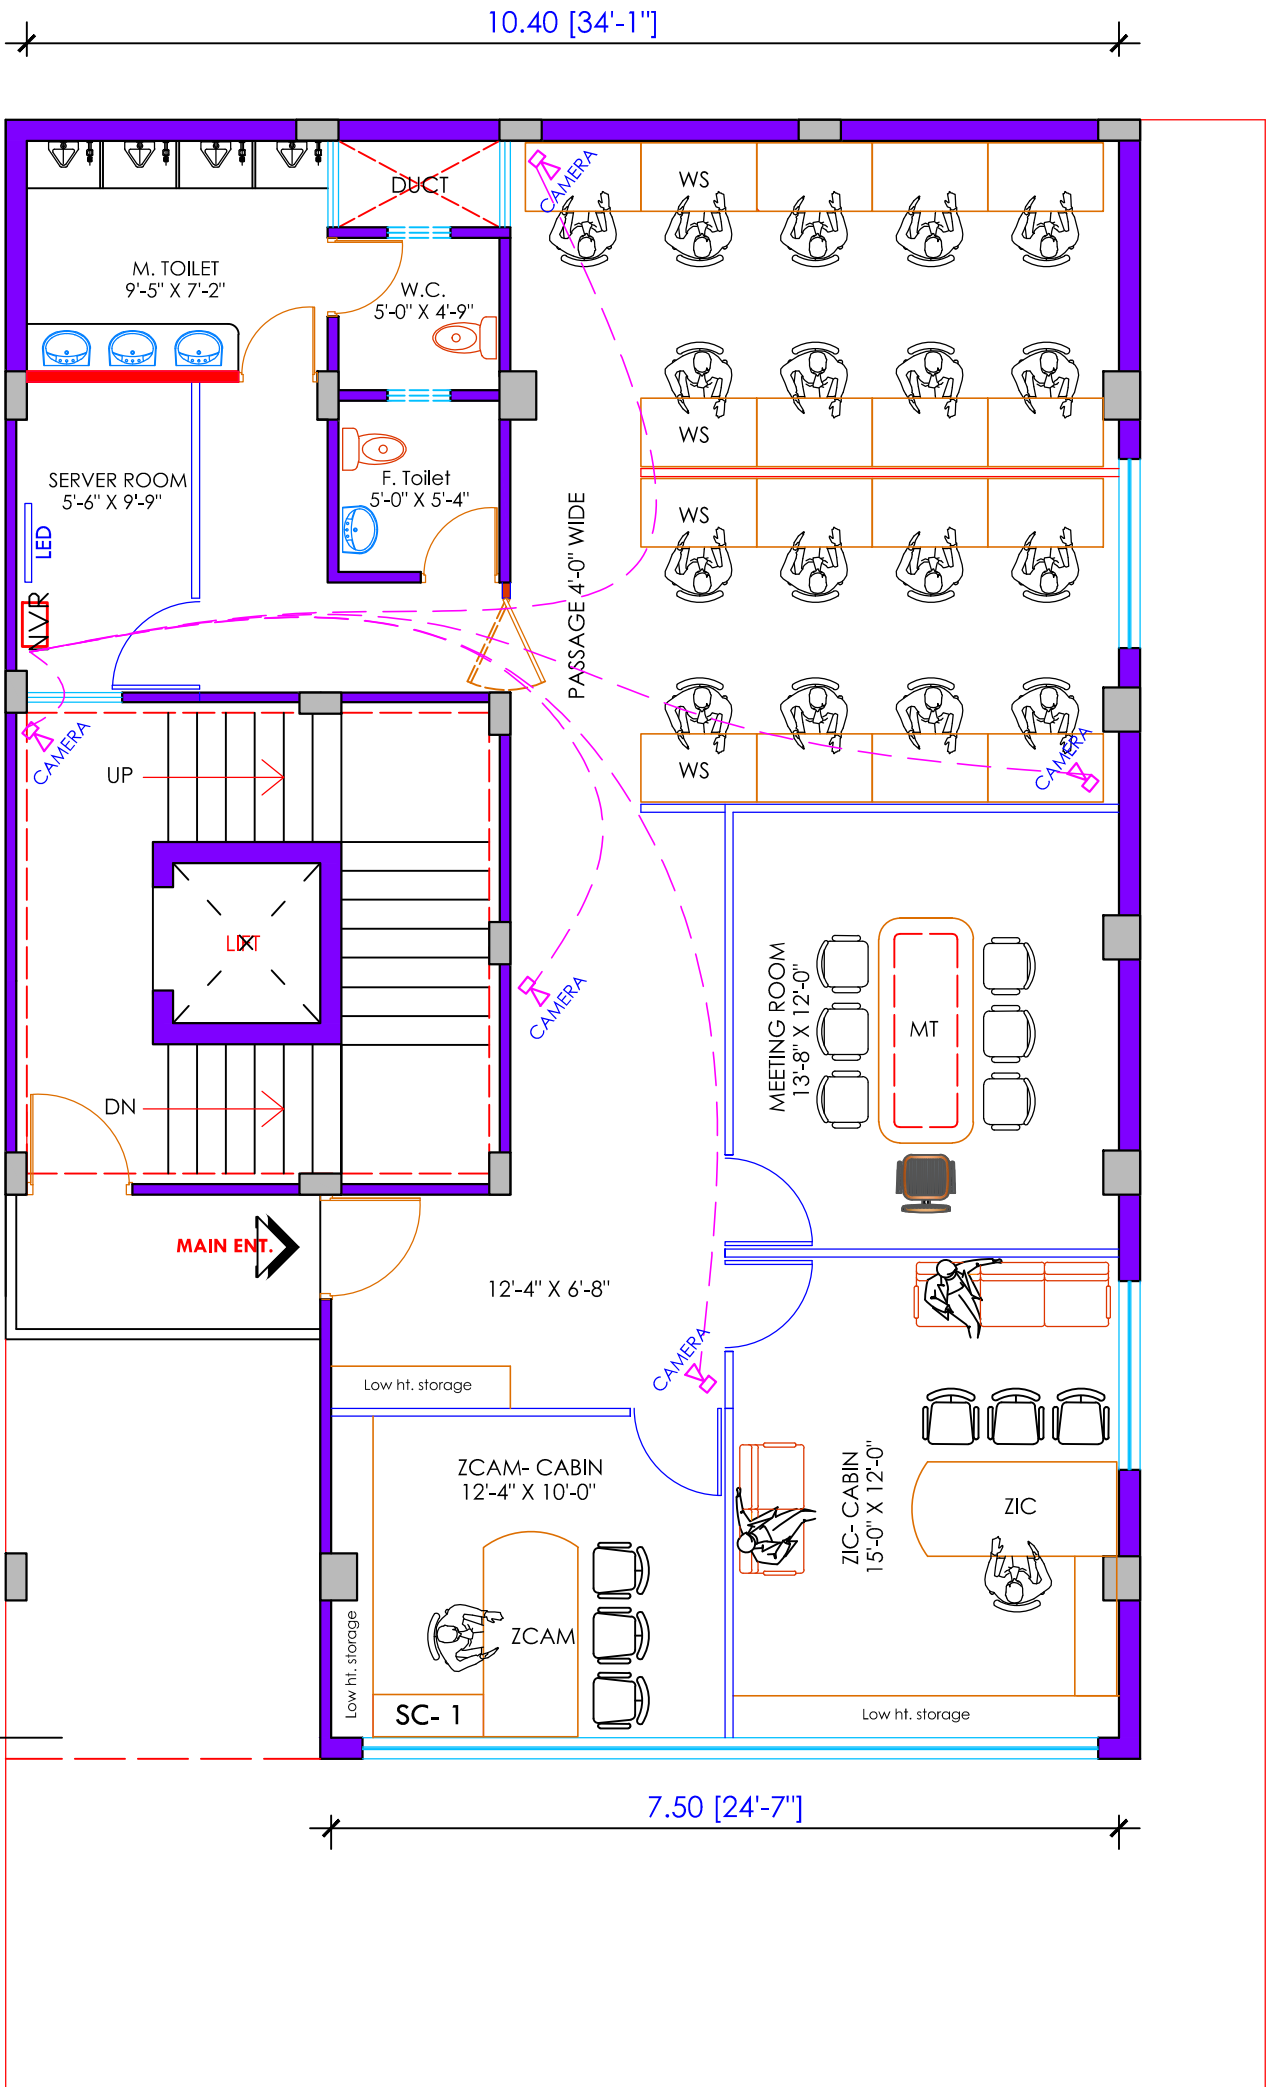 10.40 [34'-1"]
DUCT
CAMERA
WS
M. TOILET
9'-5" X 7'-2"
W.C.
5'-0" X 4'-9"
WS
SERVER ROOM
5'-6" X 9'-9"
F. Toilet
5'-0" X 5'-4"
LED
WS
PASSAGE 4'-0" WIDE
NVR
CAMERA
UP
WS
CAMERA
LIFT
CAMERA
MEETING ROOM
13'-8" X 12'-0"
MT
DN
MAIN ENT.
12'-4" X 6'-8"
CAMERA
Low ht. storage
ZCAM- CABIN
12'-4" X 10'-0"
ZIC- CABIN
15'-0" X 12'-0"
ZIC
ZCAM
Low ht. storage
SC- 1
Low ht. storage
7.50 [24'-7"]